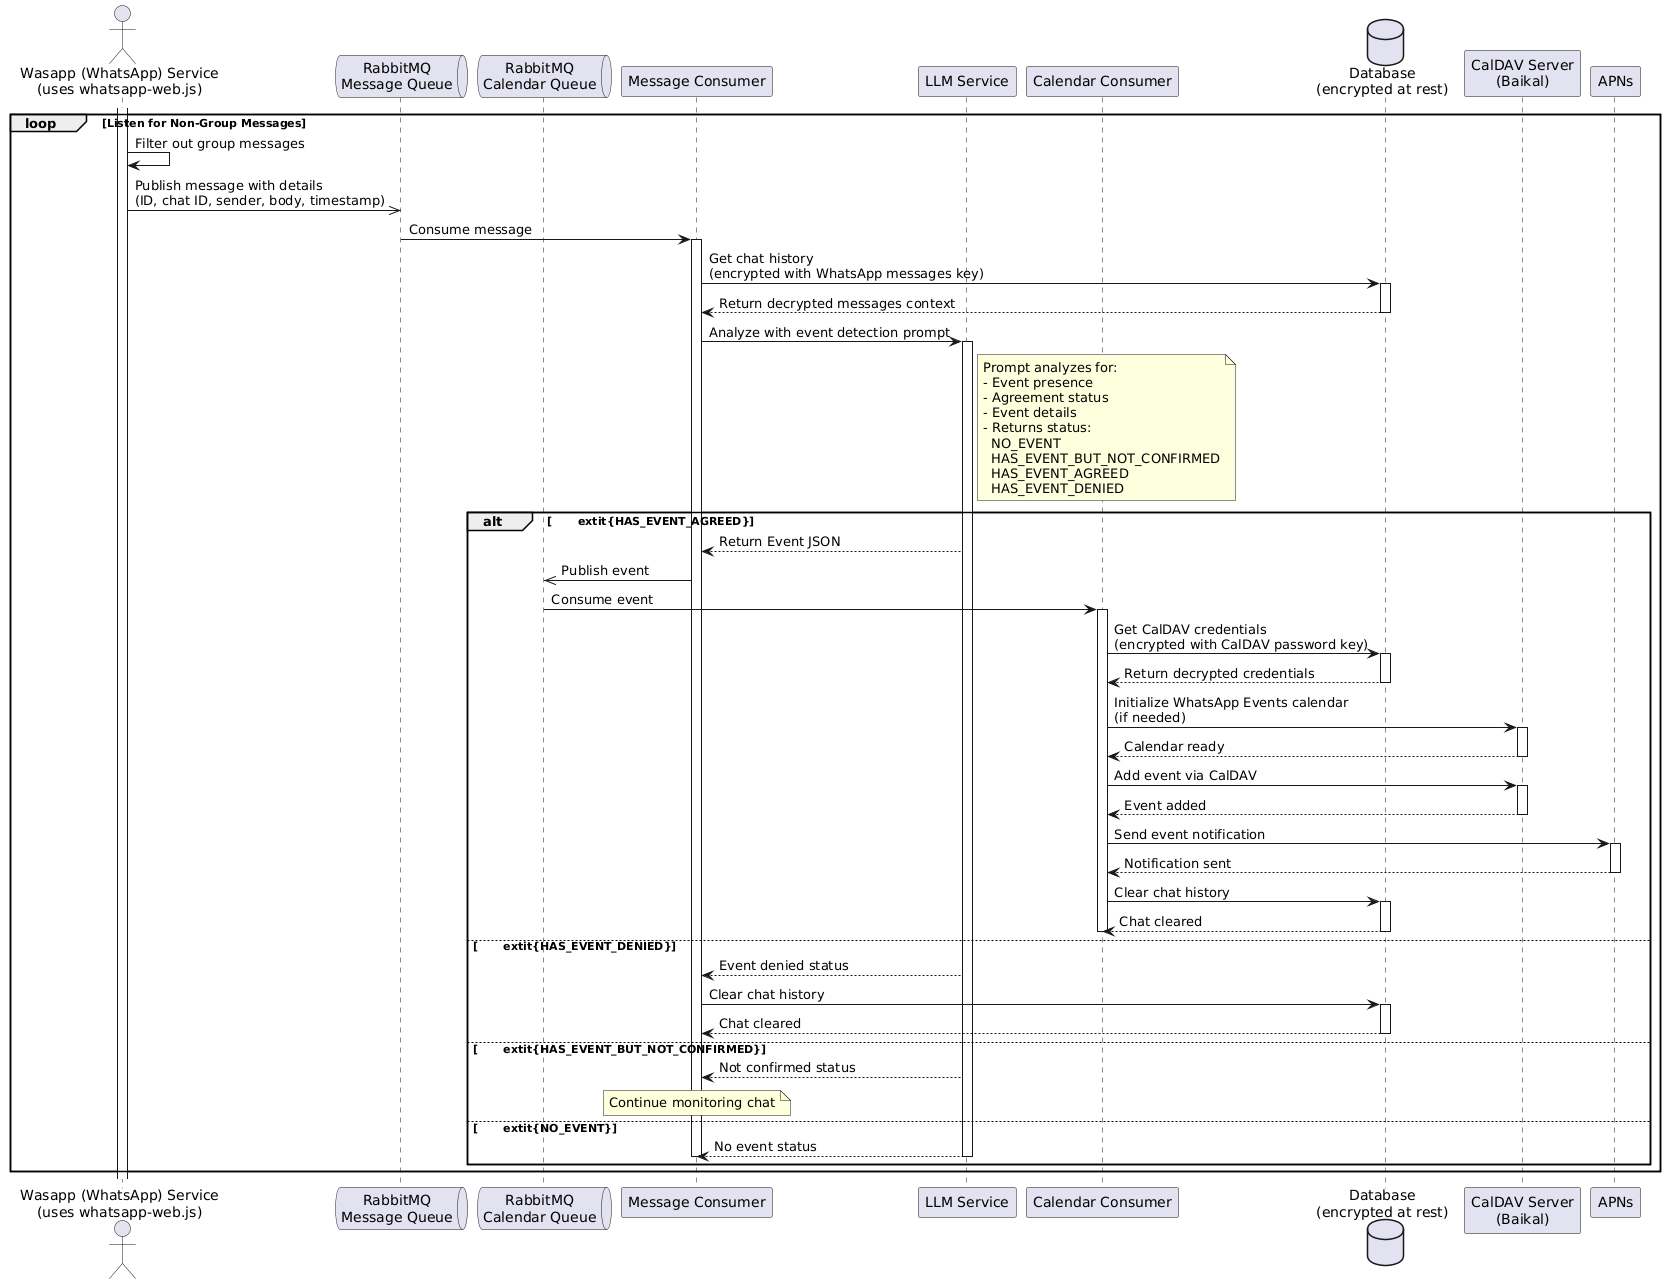 Wasapp (WhatsApp) Service
(uses whatsapp-web.js)
RabbitMQ
Message Queue
RabbitMQ
Calendar Queue
Message Consumer
LLM Service
Calendar Consumer
Database
(encrypted at rest)
CalDAV Server
(Baikal)
APNs
loop
[Listen for Non-Group Messages]
Filter out group messages
Publish message with details
(ID, chat ID, sender, body, timestamp)
Consume message
Get chat history
(encrypted with WhatsApp messages key)
Return decrypted messages context
Analyze with event detection prompt
Prompt analyzes for:
- Event presence
- Agreement status
- Event details
- Returns status:
NO_EVENT
HAS_EVENT_BUT_NOT_CONFIRMED
HAS_EVENT_AGREED
HAS_EVENT_DENIED
alt
[ extit{HAS_EVENT_AGREED}]
Return Event JSON
Publish event
Consume event
Get CalDAV credentials
(encrypted with CalDAV password key)
Return decrypted credentials
Initialize WhatsApp Events calendar
(if needed)
Calendar ready
Add event via CalDAV
Event added
Send event notification
Notification sent
Clear chat history
Chat cleared
[ extit{HAS_EVENT_DENIED}]
Event denied status
Clear chat history
Chat cleared
[ extit{HAS_EVENT_BUT_NOT_CONFIRMED}]
Not confirmed status
Continue monitoring chat
[ extit{NO_EVENT}]
No event status
Wasapp (WhatsApp) Service
(uses whatsapp-web.js)
RabbitMQ
Message Queue
RabbitMQ
Calendar Queue
Message Consumer
LLM Service
Calendar Consumer
Database
(encrypted at rest)
CalDAV Server
(Baikal)
APNs